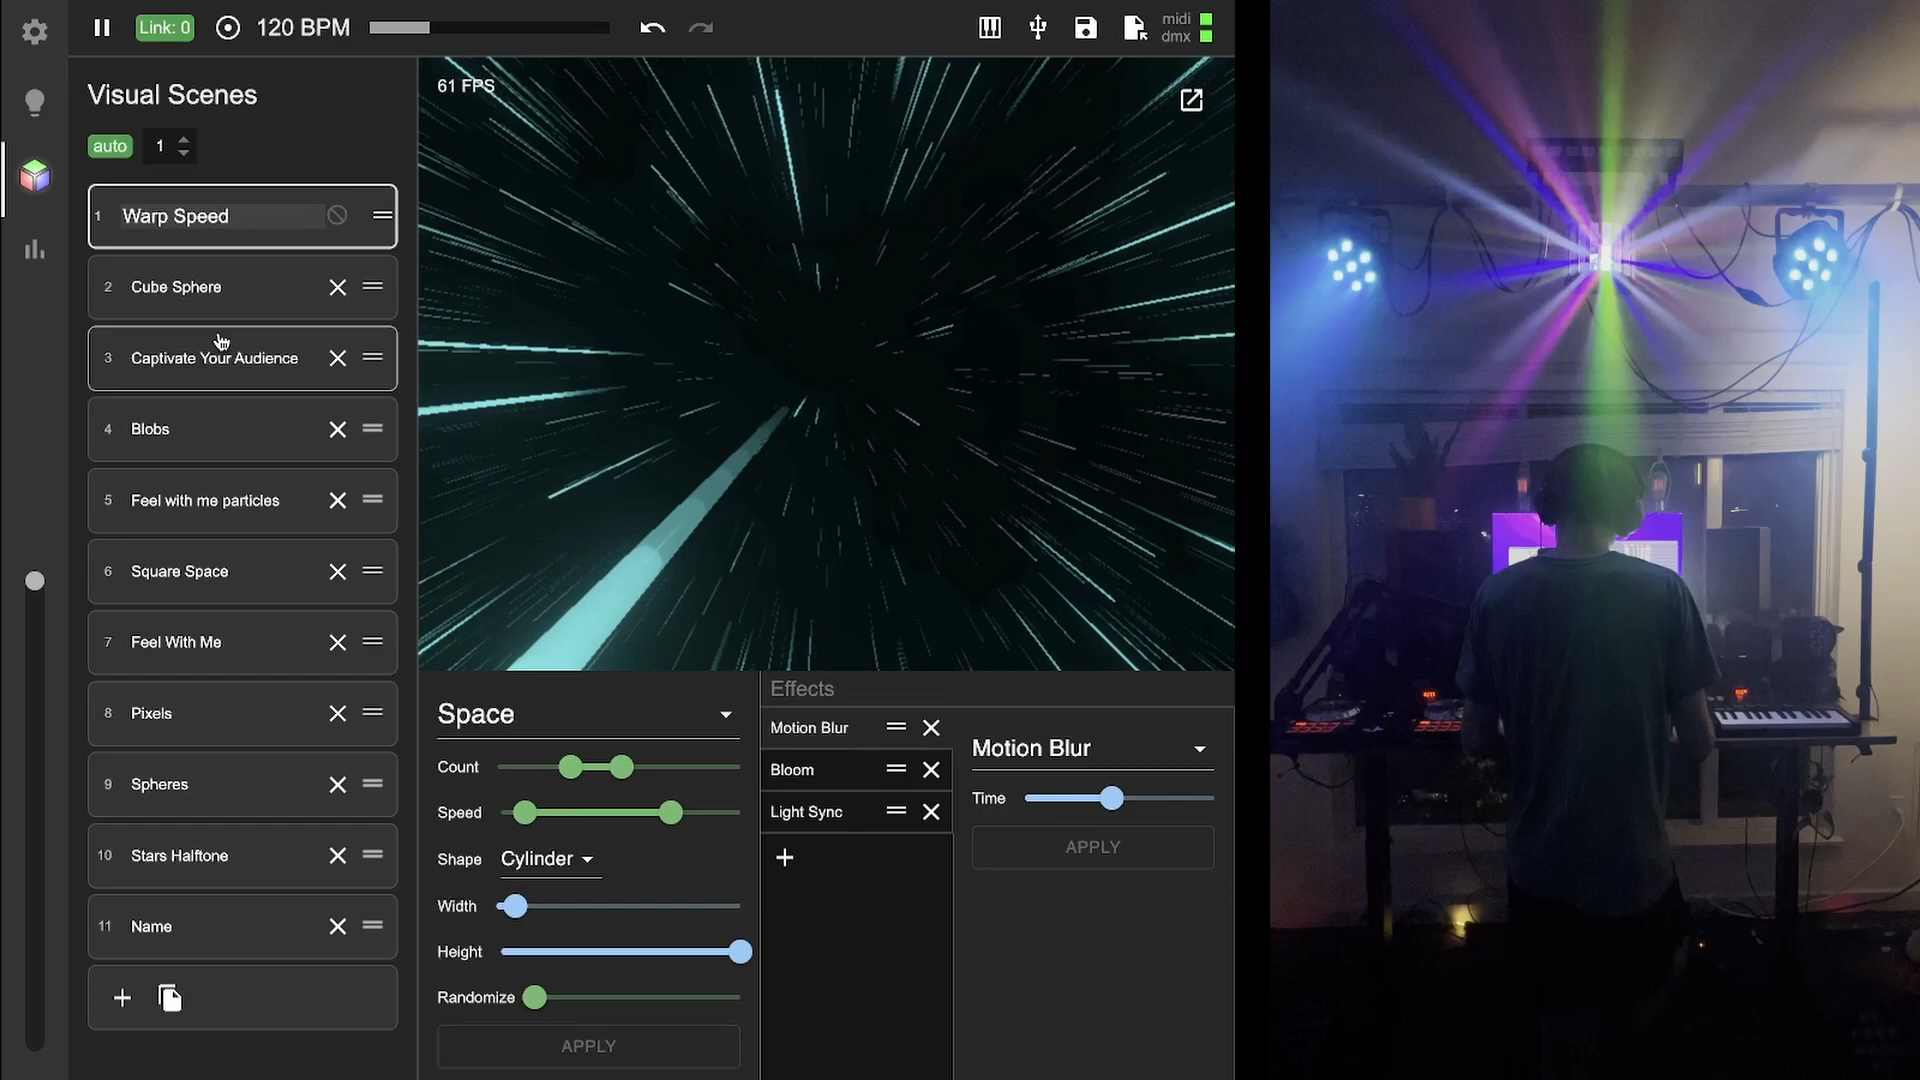 Link: 0
120 BPM
midi
dmx
Visual Scenes
auto
1
1 Warp Speed
2 Cube Sphere
3 Captivate Your Audience
4 Blobs
5 Feel with me particles
6 Square Space
7 Feel With Me
8 Pixels
9 Spheres
10 Stars Halftone
11 Name
61 FPS
Space
Count
Speed
Shape Cylinder
Width
Height
Randomize
APPLY
Effects
Motion Blur
Bloom
Light Sync
Motion Blur
Time
APPLY